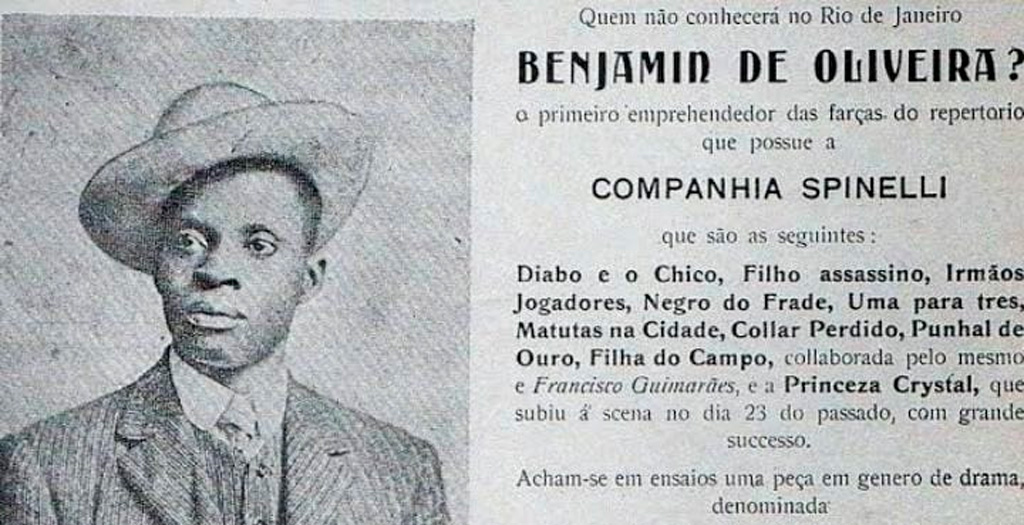 Quem não conhecerá no Rio de Janeiro
BENJAMIN DE OLIVEIRA?
o primeiro emprehendedor das farças do repertorio
que possue a
COMPANHIA SPINELLI
que são as seguintes:
Diabo e o Chico, Filho assassino, Irmãos
Jogadores, Negro do Frade, Uma para tres,
Matutas na Cidade, Collar Perdido, Punhal de
Ouro, Filha do Campo, collaborada pelo mesmo
e Francisco Guimarães, e a Princeza Crystal, que
subiu á scena no dia 23 do passado, com grande
successo.
Acham-se em ensaios uma peça em genero de drama,
denominada